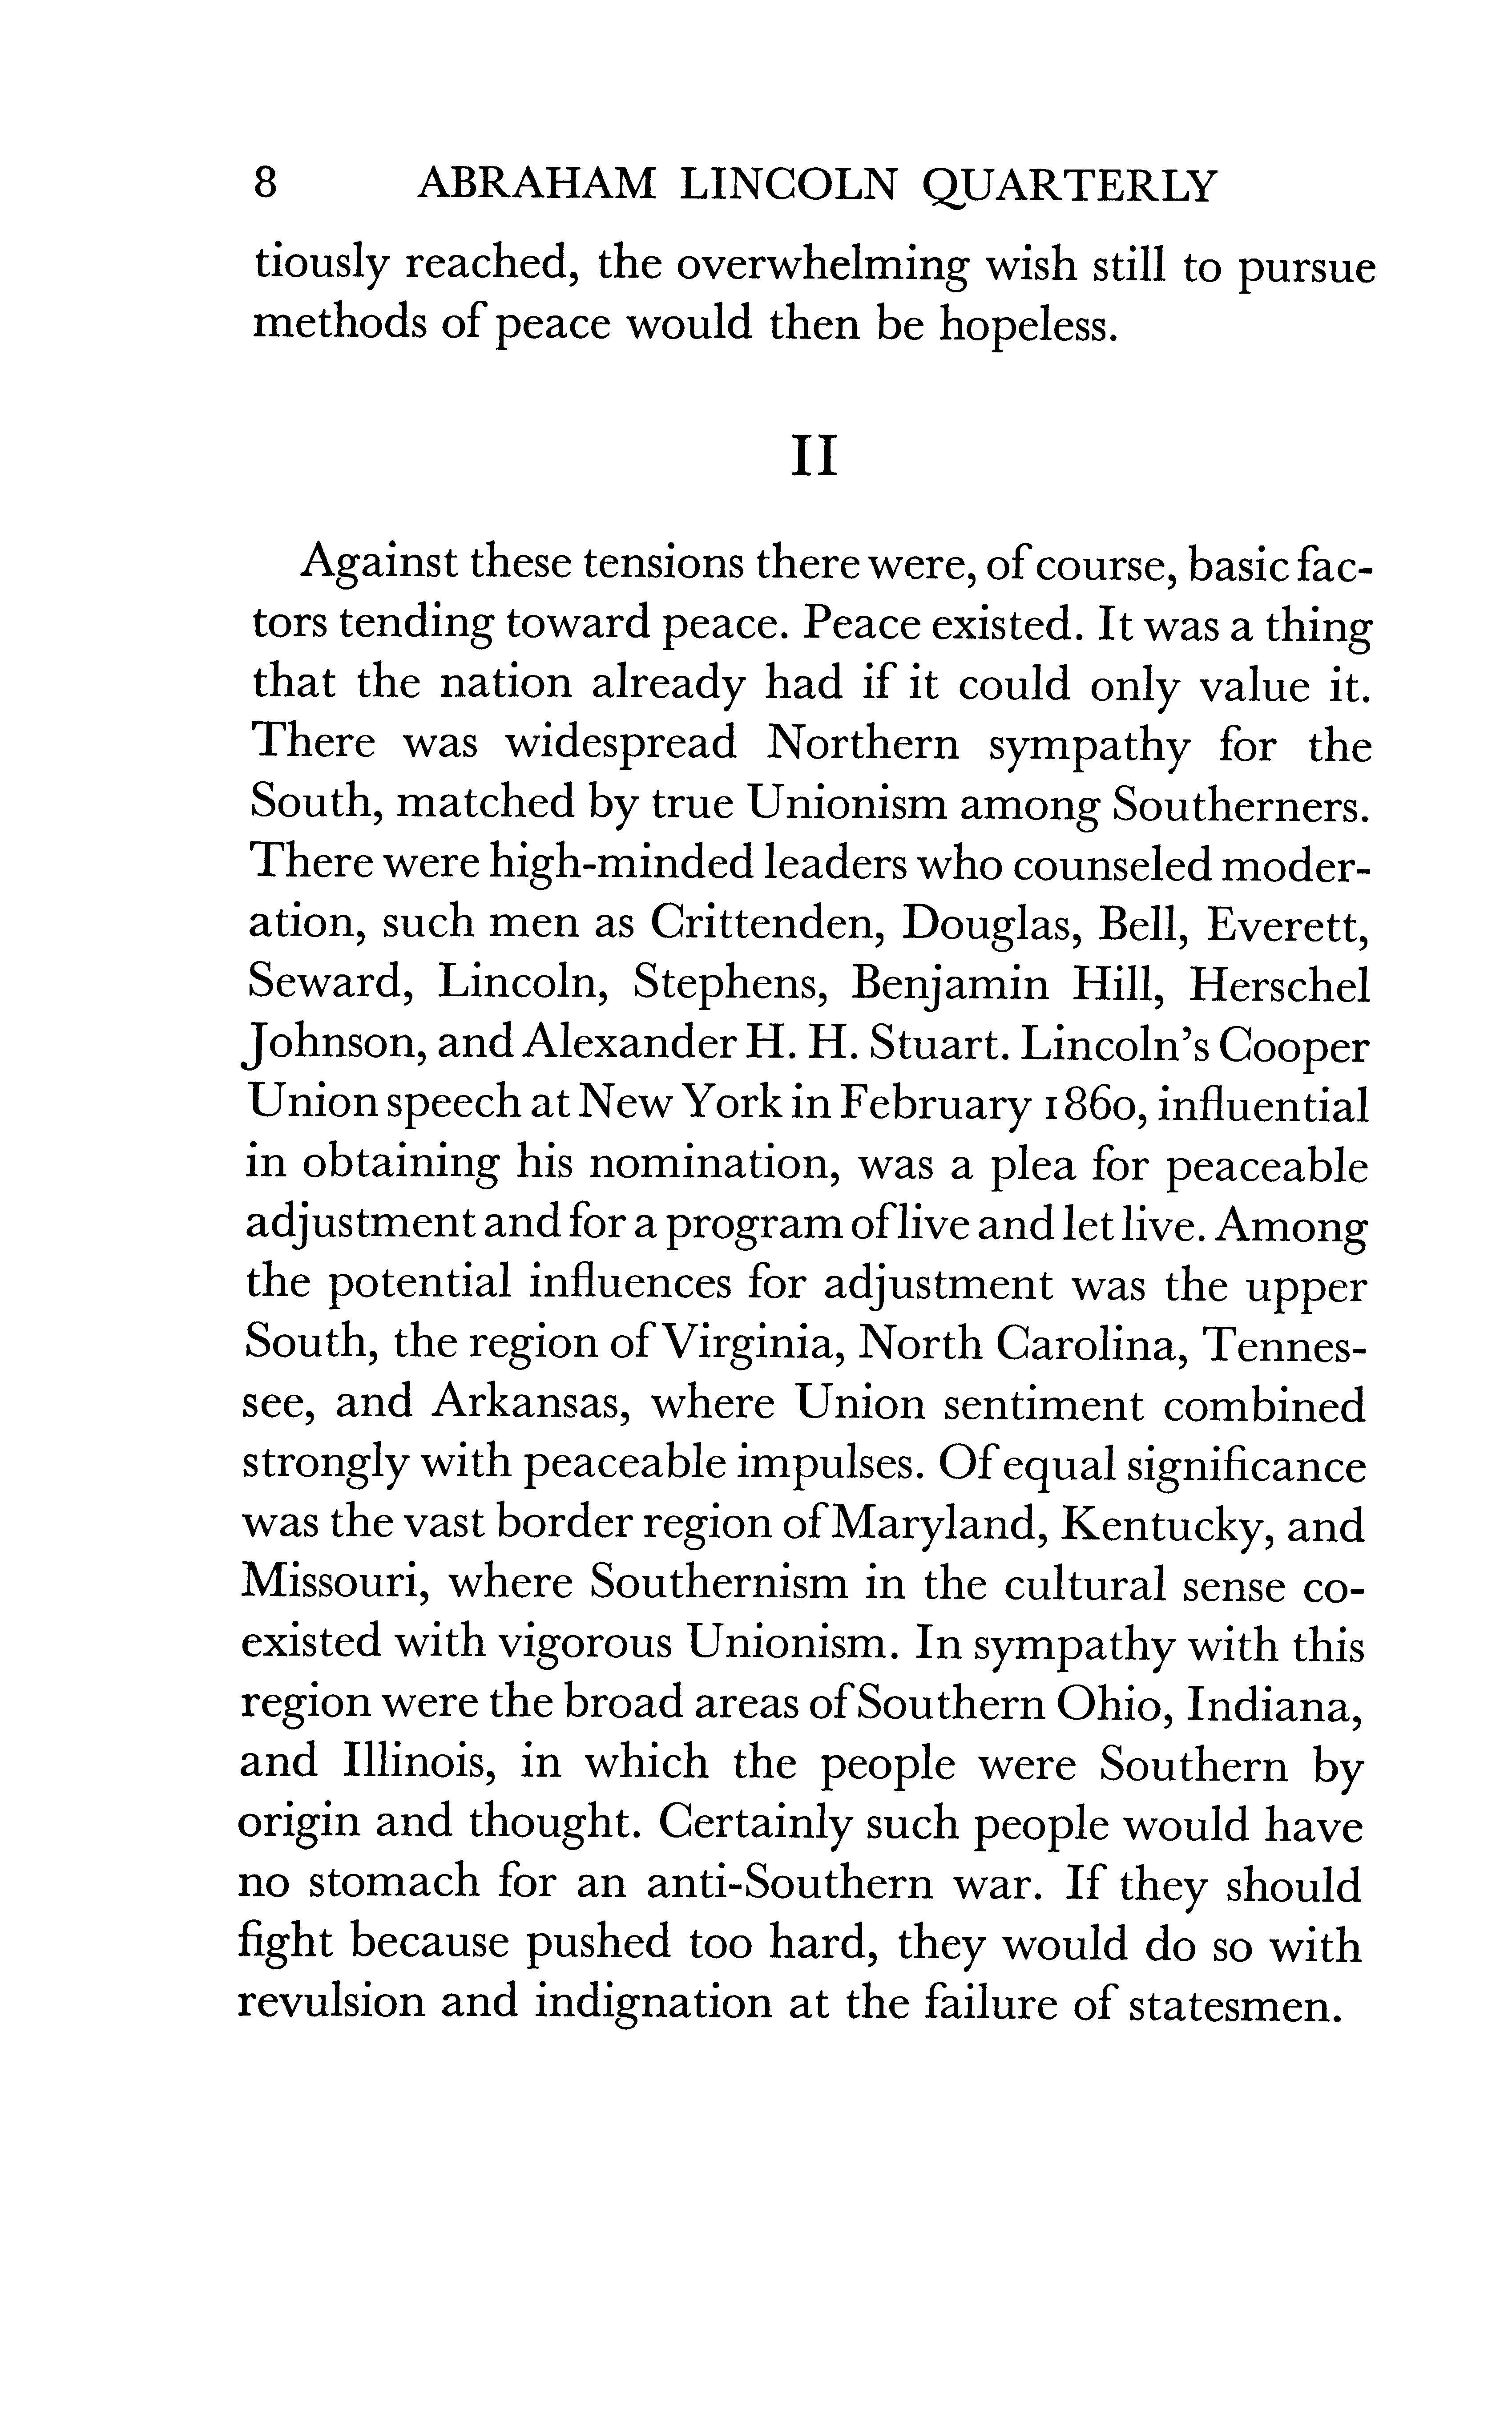 8 ABRAHAM LINCOLN QUARTERLY
tiously reached, the overwhelming wish still to pursue
methods of peace would then be hopeless.
II
Against these tensions there were, of course, basic fac-
tors tending toward peace. Peace existed. It was a thing
that the nation already had if it could only value it.
There was widespread Northern sympathy for the
South, matched by true Unionism among Southerners.
There were high-minded leaders who counseled moder-
ation, such men as Crittenden, Douglas, Bell, Everett,
Seward, Lincoln, Stephens, Benjamin Hill, Herschel
Johnson, and Alexander H. H. Stuart. Lincoln's Cooper
Union speech at New York in February 1860, influential
in obtaining his nomination, was a plea for peaceable
adjustment and for a program of live and let live. Among
the potential influences for adjustment was the upper
South, the region of Virginia, North Carolina, Tennes-
see, and Arkansas, where Union sentiment combined
strongly with peaceable impulses. Of equal significance
was the vast border region of Maryland, Kentucky, and
Missouri, where Southernism in the cultural sense co-
existed with vigorous Unionism. In sympathy with this
region were the broad areas of Southern Ohio, Indiana,
and Illinois, in which the people were Southern by
origin and thought. Certainly such people would have
no stomach for an anti-Southern war. If they should
fight because pushed too hard, they would do so with
revulsion and indignation at the failure of statesmen.